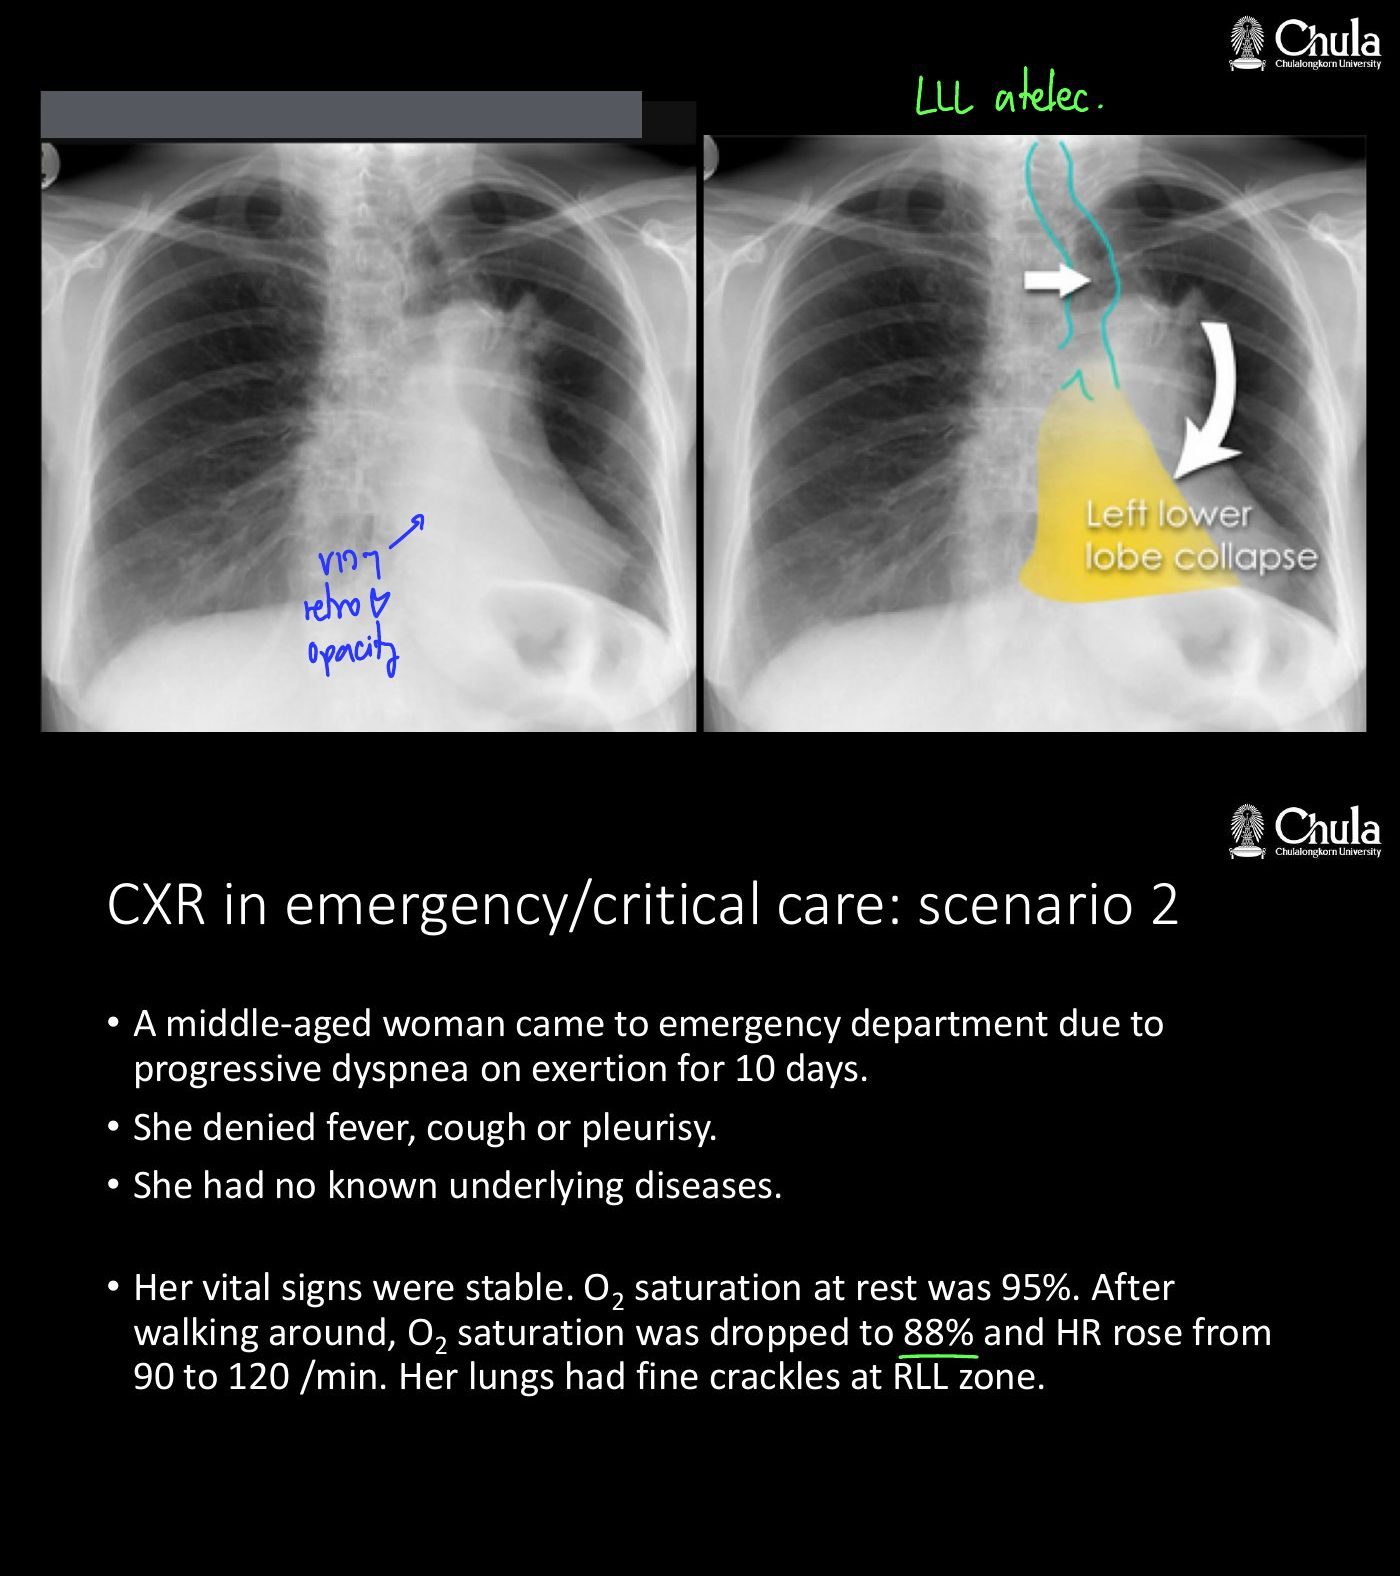 Chula
Chulalongkorn University
LLL atelec.
retro
opacity
Left lower
lobe collapse
Chula
Chulalongkorn University
CXR in emergency/critical care: scenario 2
• A middle-aged woman came to emergency department due to
progressive dyspnea on exertion for 10 days.
• She denied fever, cough or pleurisy.
• She had no known underlying diseases.
• Her vital signs were stable. O₂ saturation at rest was 95%. After
walking around, O₂ saturation was dropped to 88% and HR rose from
90 to 120 /min. Her lungs had fine crackles at RLL zone.